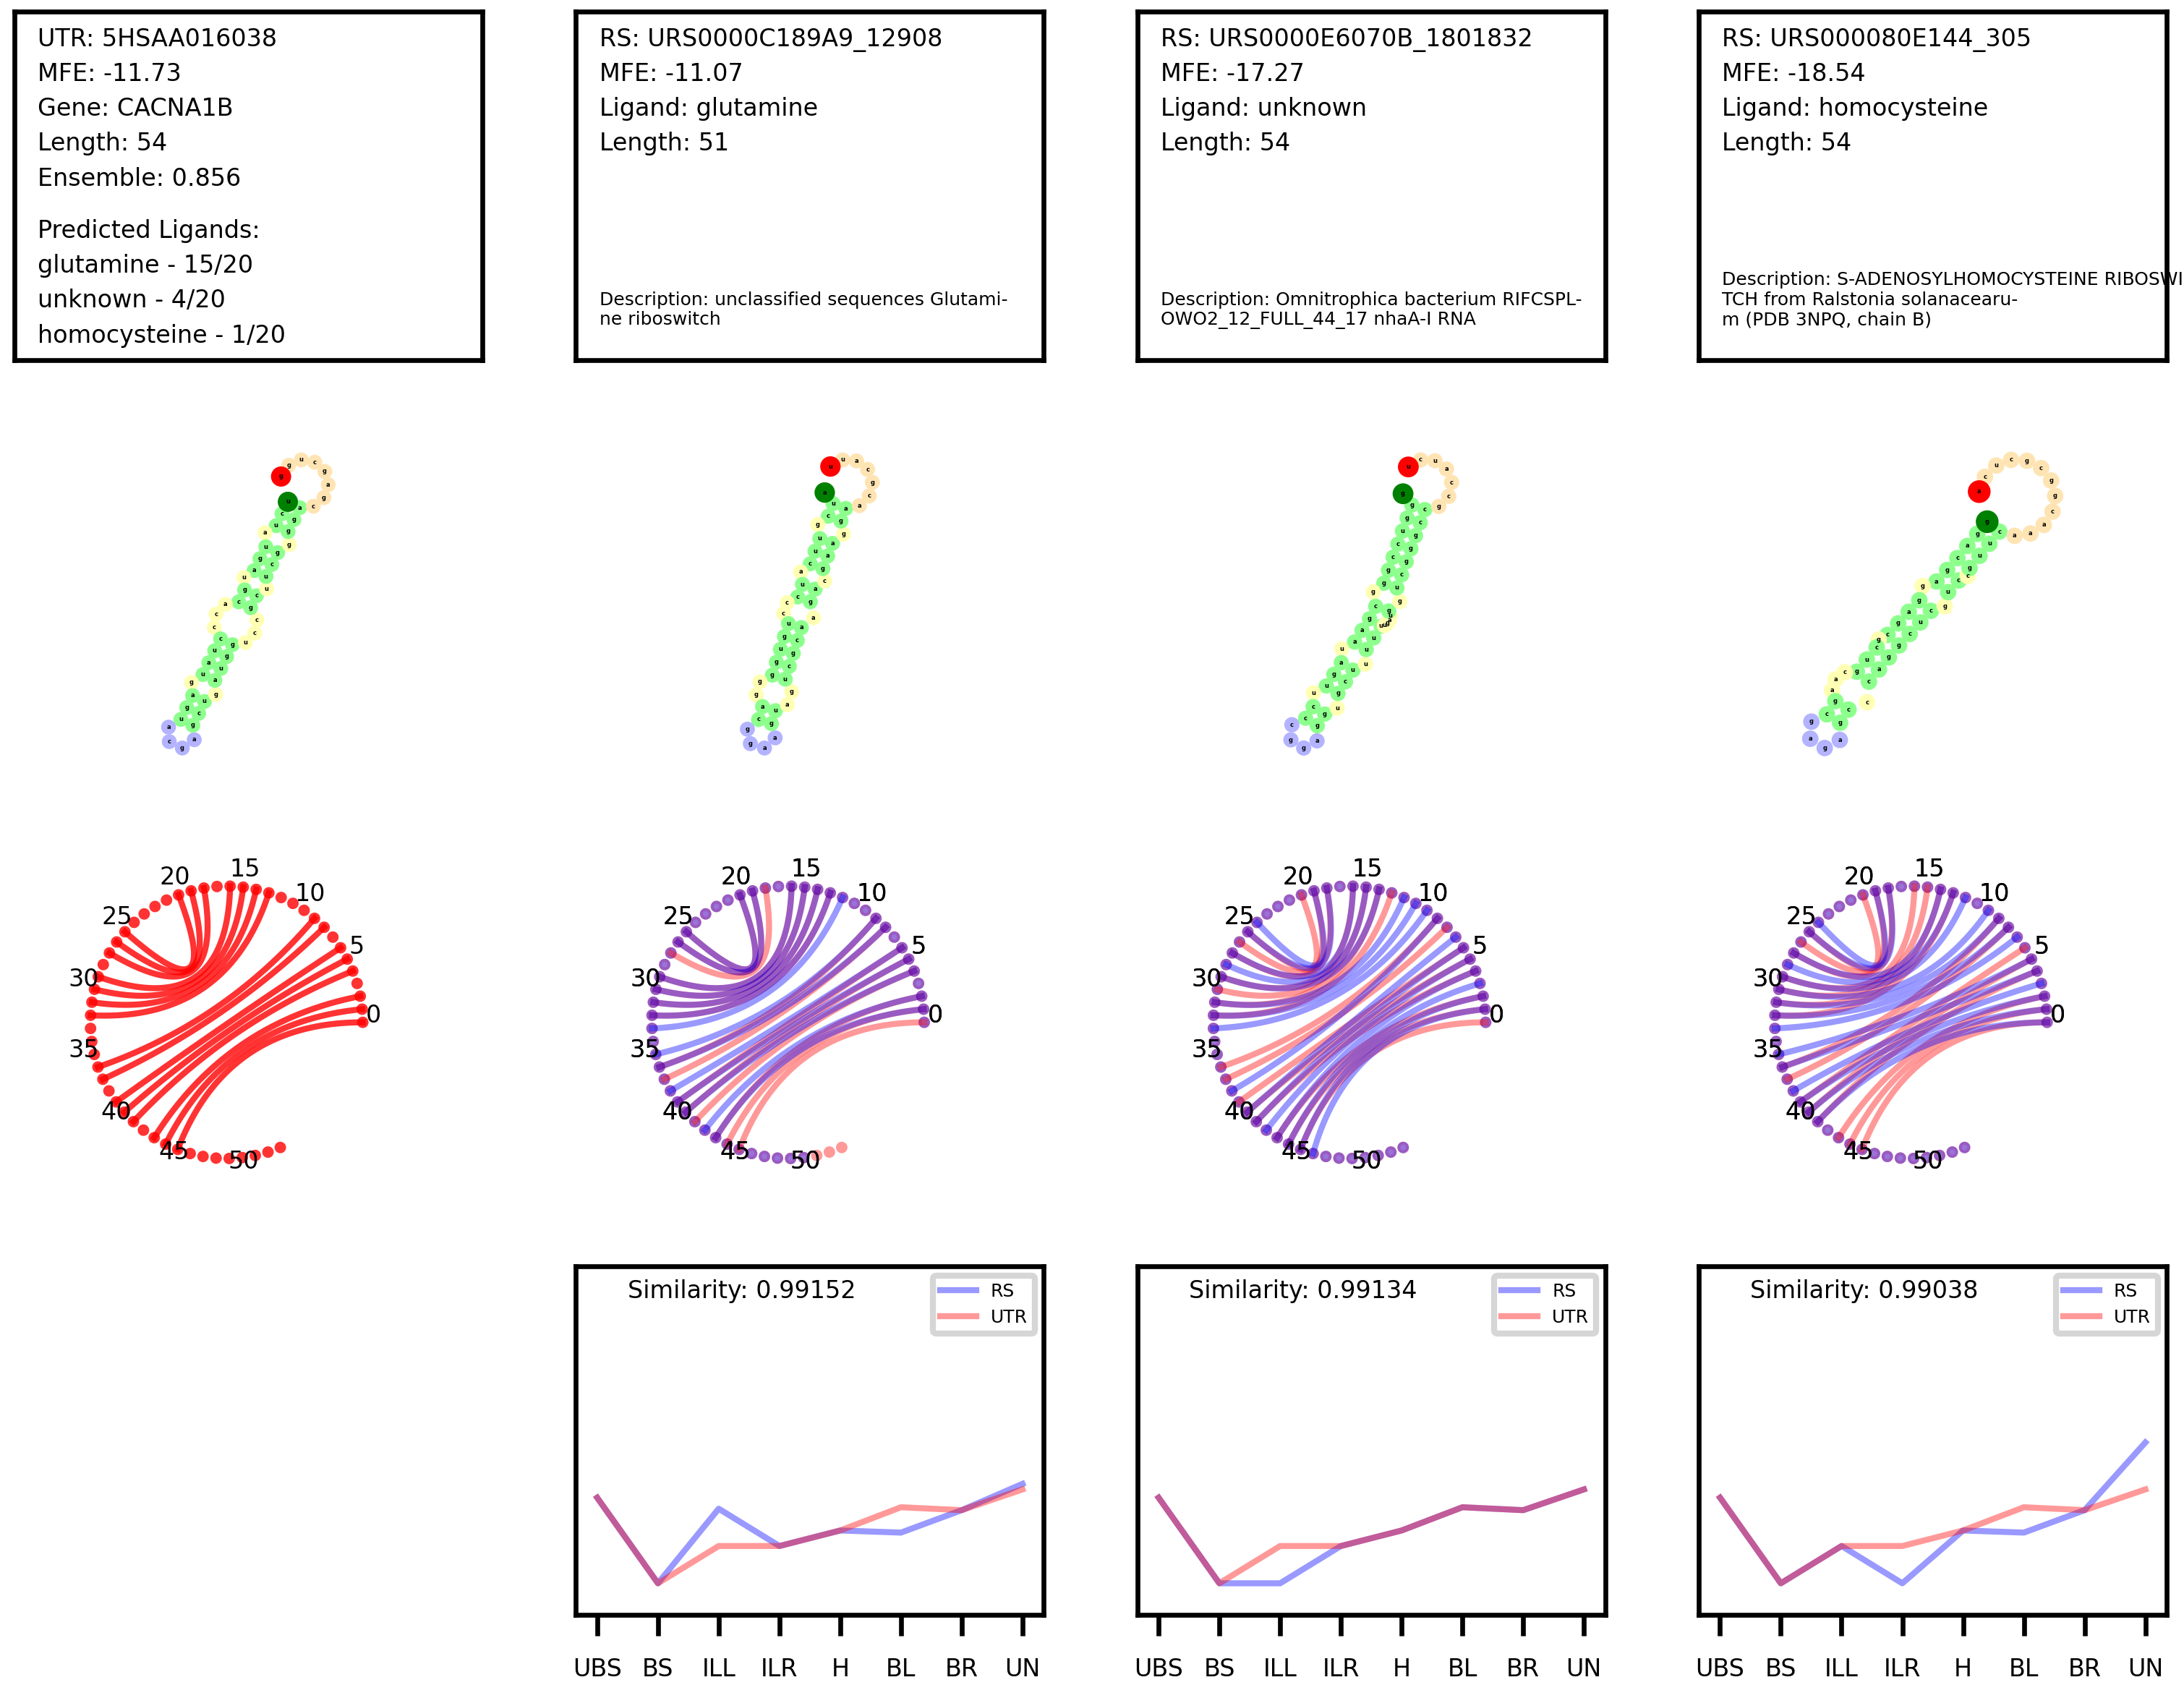 UTR: 5HSAA016038
MFE: -11.73
Gene: CACNA1B
Length: 54
Ensemble: 0.856
Predicted Ligands:
glutamine - 15/20
unknown - 4/20
homocysteine - 1/20
RS: URS0000C189A9_12908
MFE: -11.07
Ligand: glutamine
Length: 51
Description: unclassified sequences Glutami-
ne riboswitch
RS: URS0000E6070B_1801832
MFE: -17.27
Ligand: unknown
Length: 54
Description: Omnitrophica bacterium RIFCSPL-
OWO2_12_FULL_44_17 nhaA-I RNA
RS: URS000080E144_305
MFE: -18.54
Ligand: homocysteine
Length: 54
Description: S-ADENOSYLHOMOCYSTEINE RIBOSWI
TCH from Ralstonia solanacearu-
m (PDB 3NPQ, chain B)
0
5
10
15
20
25
30
35
40
45
50
0
5
10
15
20
25
30
35
40
45
50
0
5
10
15
20
25
30
35
40
45
50
0
5
10
15
20
25
30
35
40
45
50
Similarity: 0.99152
RS
UTR
UBS BS ILL ILR H BL BR UN
Similarity: 0.99134
RS
UTR
UBS BS ILL ILR H BL BR UN
Similarity: 0.99038
RS
UTR
UBS BS ILL ILR H BL BR UN